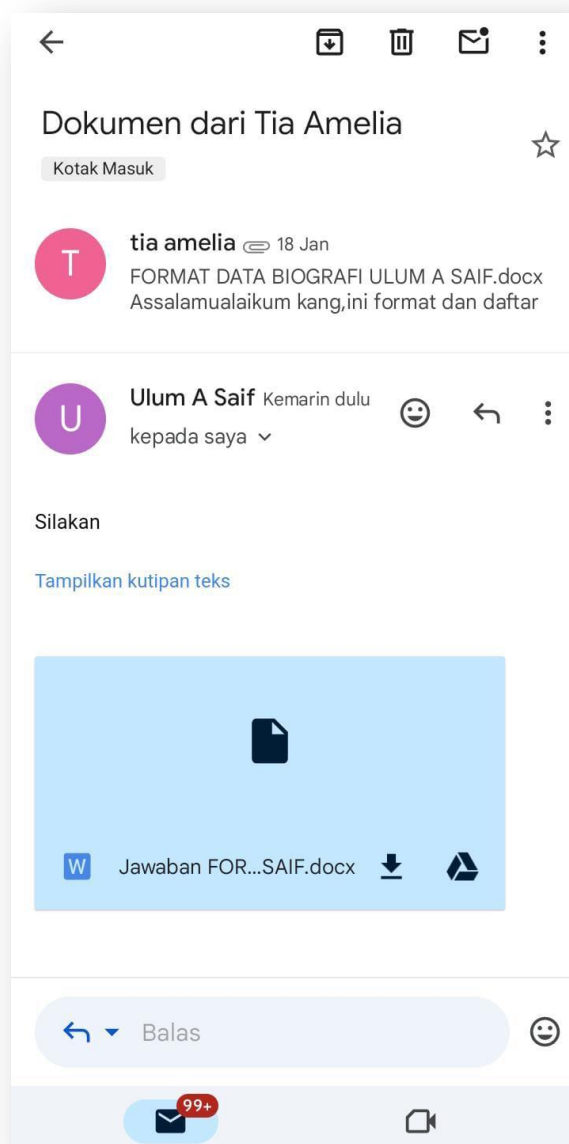 Dokumen dari Tia Amelia
Kotak Masuk
T
tia amelia 18 Jan
FORMAT DATA BIOGRAFI ULUM A SAIF.docx
Assalamualaikum kang,ini format dan daftar
U
Ulum A Saif Kemarin dulu
kepada saya
Silakan
Tampilkan kutipan teks
W Jawaban FOR...SAIF.docx
Balas
99+